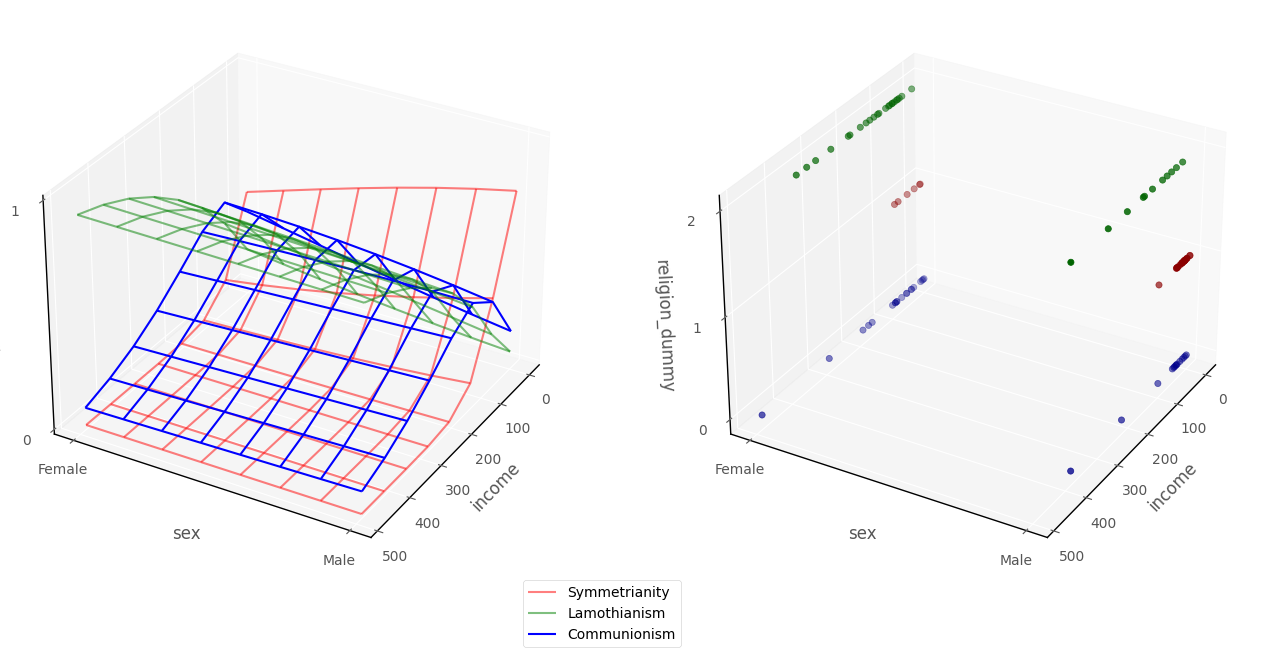 1
0
Female
Male
sex
0
100
200
300
400
500
income
2
1
0
religion_dummy
Female
Male
sex
0
100
200
300
400
500
income
Symmetrianity
Lamothianism
Communionism